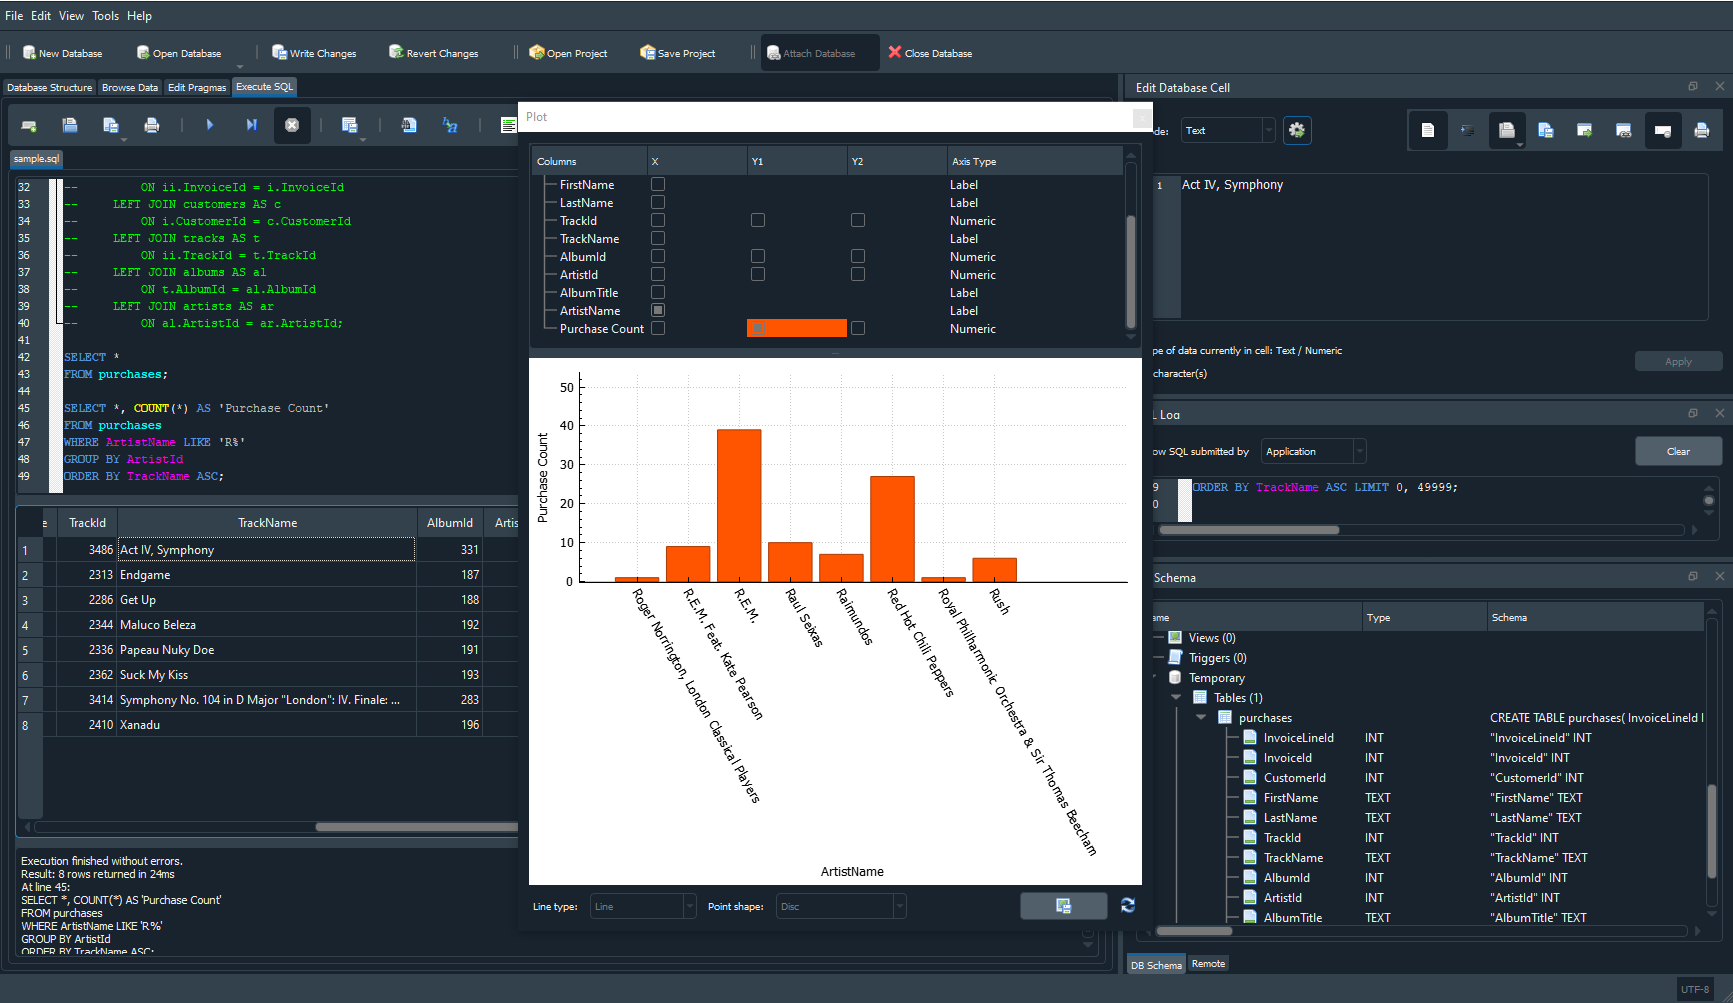 File Edit View Tools Help
New Database Open Database Write Changes Revert Changes Open Project Save Project Attach Database Close Database
Database Structure Browse Data Edit Pragmas Execute SQL
sample.sql
32 -- ON ii.InvoiceId = i.InvoiceId
33 -- LEFT JOIN customers AS c
34 -- ON i.CustomerId = c.CustomerId
35 -- LEFT JOIN tracks AS t
36 -- ON ii.TrackId = t.TrackId
37 -- LEFT JOIN albums AS al
38 -- ON t.AlbumId = al.AlbumId
39 -- LEFT JOIN artists AS ar
40 -- ON al.ArtistId = ar.ArtistId;
41
42 SELECT *
43 FROM purchases;
44
45 SELECT *, COUNT(*) AS 'Purchase Count'
46 FROM purchases
47 WHERE ArtistName LIKE 'R%'
48 GROUP BY ArtistId
49 ORDER BY TrackName ASC;
e TrackId TrackName AlbumId Artis
1 3486 Act IV, Symphony 331
2 2313 Endgame 187
3 2286 Get Up 188
4 2344 Maluco Beleza 192
5 2336 Papeau Nuky Doe 191
6 2362 Suck My Kiss 193
7 3414 Symphony No. 104 in D Major "London": IV. Finale: ... 283
8 2410 Xanadu 196
Execution finished without errors.
Result: 8 rows returned in 24ms
At line 45:
SELECT *, COUNT(*) AS 'Purchase Count'
FROM purchases
WHERE ArtistName LIKE 'R%'
GROUP BY ArtistId
ORDER BY TrackName ASC;
Plot
Columns X Y1 Y2 Axis Type
FirstName Label
LastName Label
TrackId Numeric
TrackName Label
AlbumId Numeric
ArtistId Numeric
AlbumTitle Label
ArtistName Label
Purchase Count Numeric
Purchase Count
50
40
30
20
10
0
Roger Norrington, London Classical Players
R.E.M. Feat. Kate Pearson
R.E.M.
Raul Seixas
Raimundos
Red Hot Chili Peppers
Royal Philharmonic Orchestra & Sir Thomas Beecham
Rush
ArtistName
Line type: Line Point shape: Disc
Edit Database Cell
de: Text
1 Act IV, Symphony
pe of data currently in cell: Text / Numeric
character(s)
Apply
L Log
ow SQL submitted by Application Clear
9 ORDER BY TrackName ASC LIMIT 0, 49999;
0
Schema
ame Type Schema
Views (0)
Triggers (0)
Temporary
Tables (1)
purchases CREATE TABLE purchases( InvoiceLineId I
InvoiceLineId INT "InvoiceLineId" INT
InvoiceId INT "InvoiceId" INT
CustomerId INT "CustomerId" INT
FirstName TEXT "FirstName" TEXT
LastName TEXT "LastName" TEXT
TrackId INT "TrackId" INT
TrackName TEXT "TrackName" TEXT
AlbumId INT "AlbumId" INT
ArtistId INT "ArtistId" INT
AlbumTitle TEXT "AlbumTitle" TEXT
DB Schema Remote
UTF-8